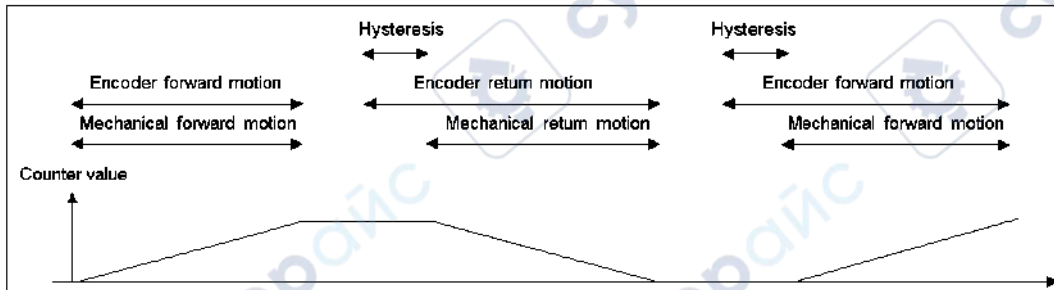 Hysteresis
Hysteresis
Encoder forward motion
Encoder return motion
Encoder forward motion
Mechanical forward motion
Mechanical return motion
Mechanical forward motion
Counter value